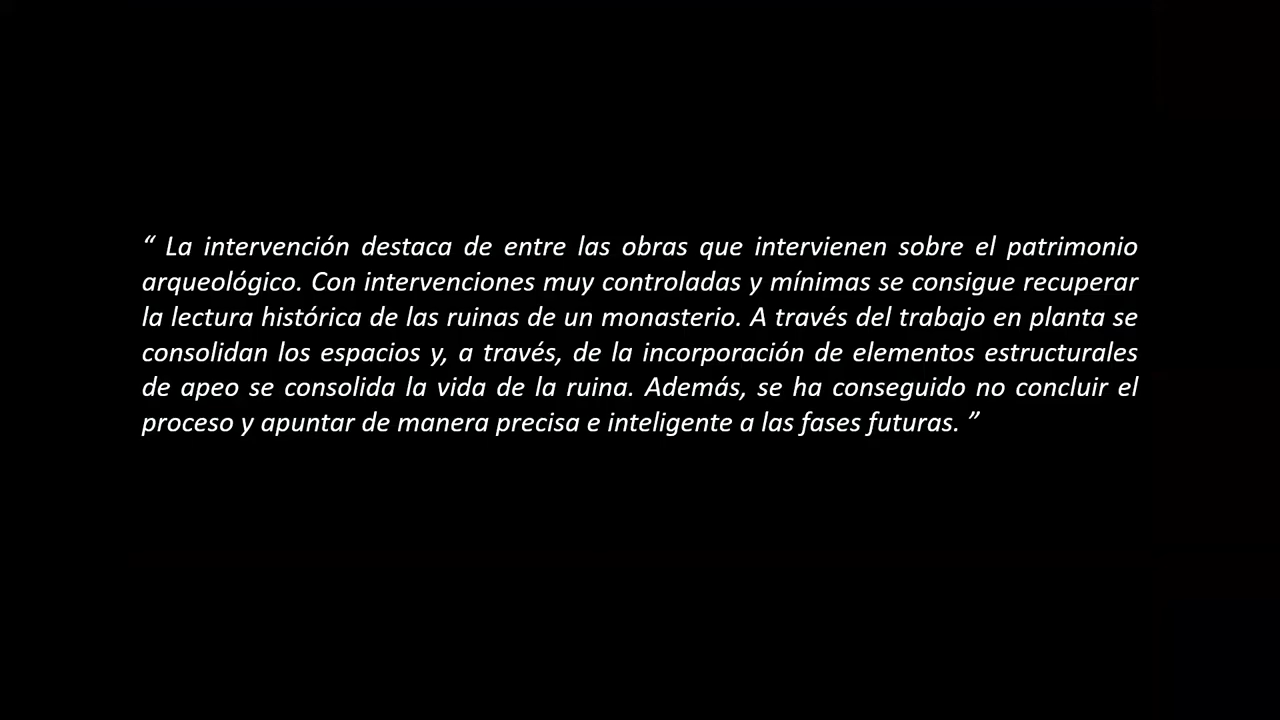 “ La intervención destaca de entre las obras que intervienen sobre el patrimonio
arqueológico. Con intervenciones muy controladas y mínimas se consigue recuperar
la lectura histórica de las ruinas de un monasterio. A través del trabajo en planta se
consolidan los espacios y, a través, de la incorporación de elementos estructurales
de apeo se consolida la vida de la ruina. Además, se ha conseguido no concluir el
proceso y apuntar de manera precisa e inteligente a las fases futuras. ”